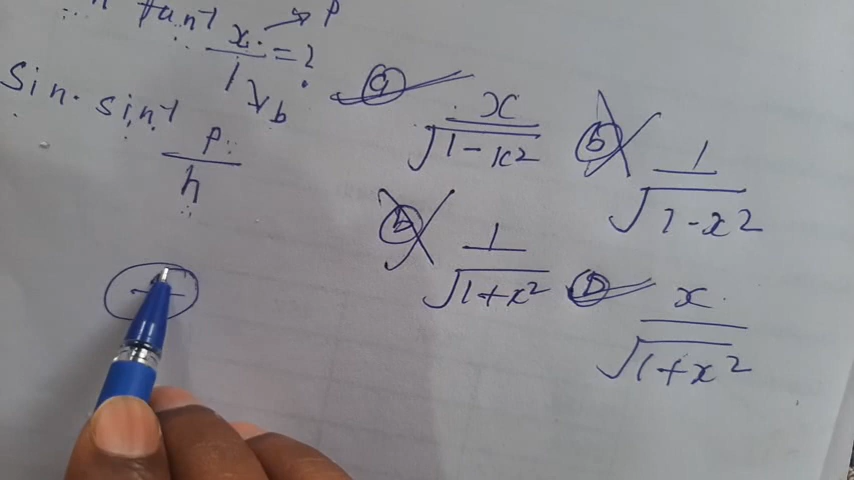 tan-1 x/1 = ? → P
↘ b
Sin. sin-1 P/h
(a) x/√1-x2
(b) 1/√1-x2
(b) 1/√1+x2
(D) x/√1+x2